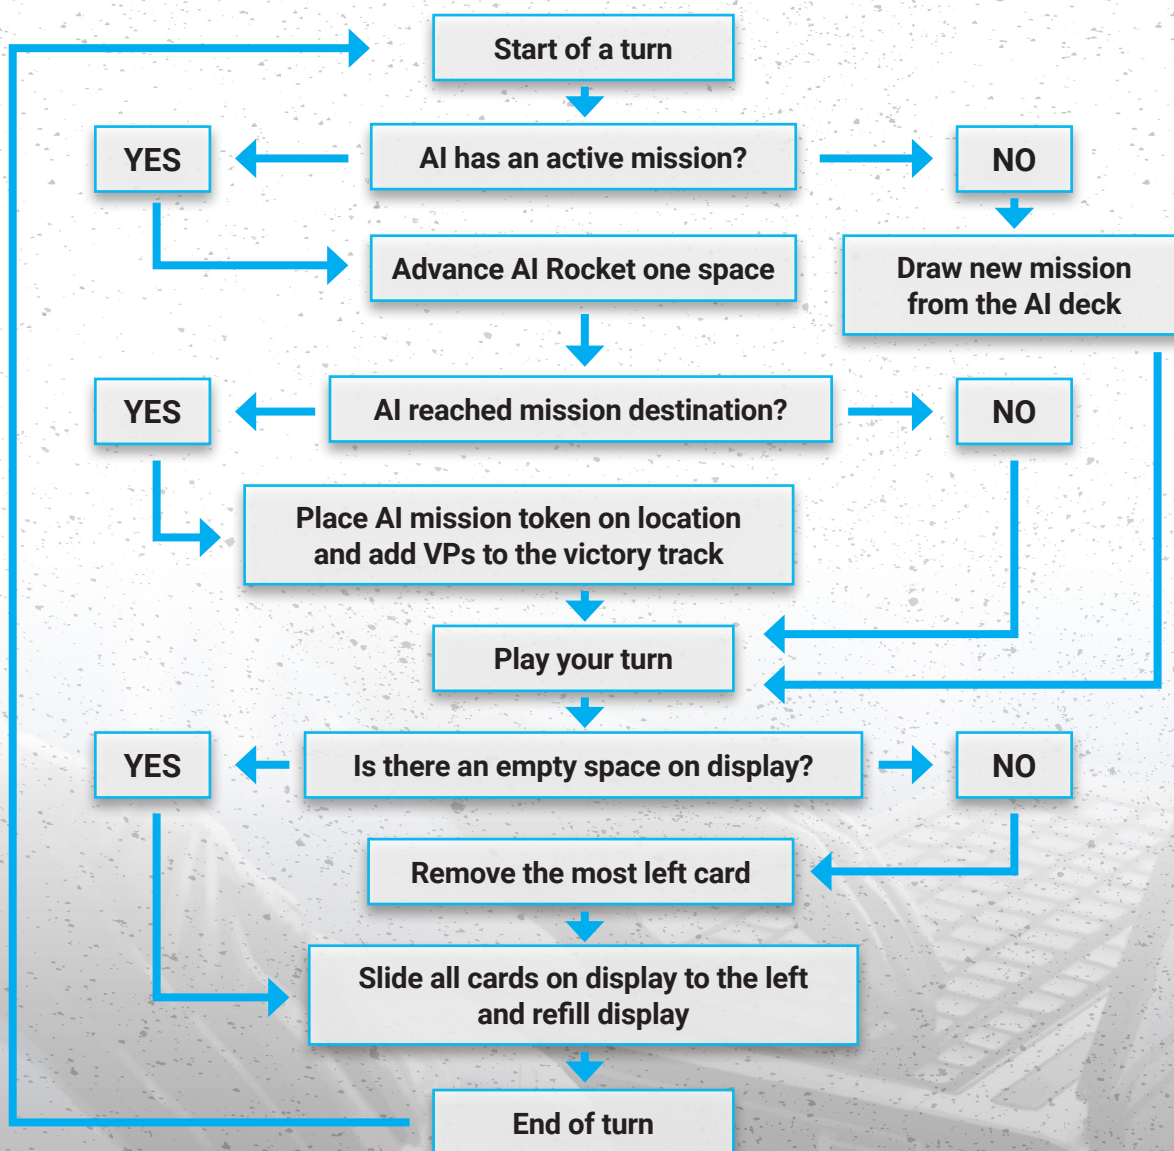 Start of a turn
YES
AI has an active mission?
NO
Advance AI Rocket one space
Draw new mission
from the AI deck
YES
AI reached mission destination?
NO
Place AI mission token on location
and add VPs to the victory track
Play your turn
YES
Is there an empty space on display?
NO
Remove the most left card
Slide all cards on display to the left
and refill display
End of turn